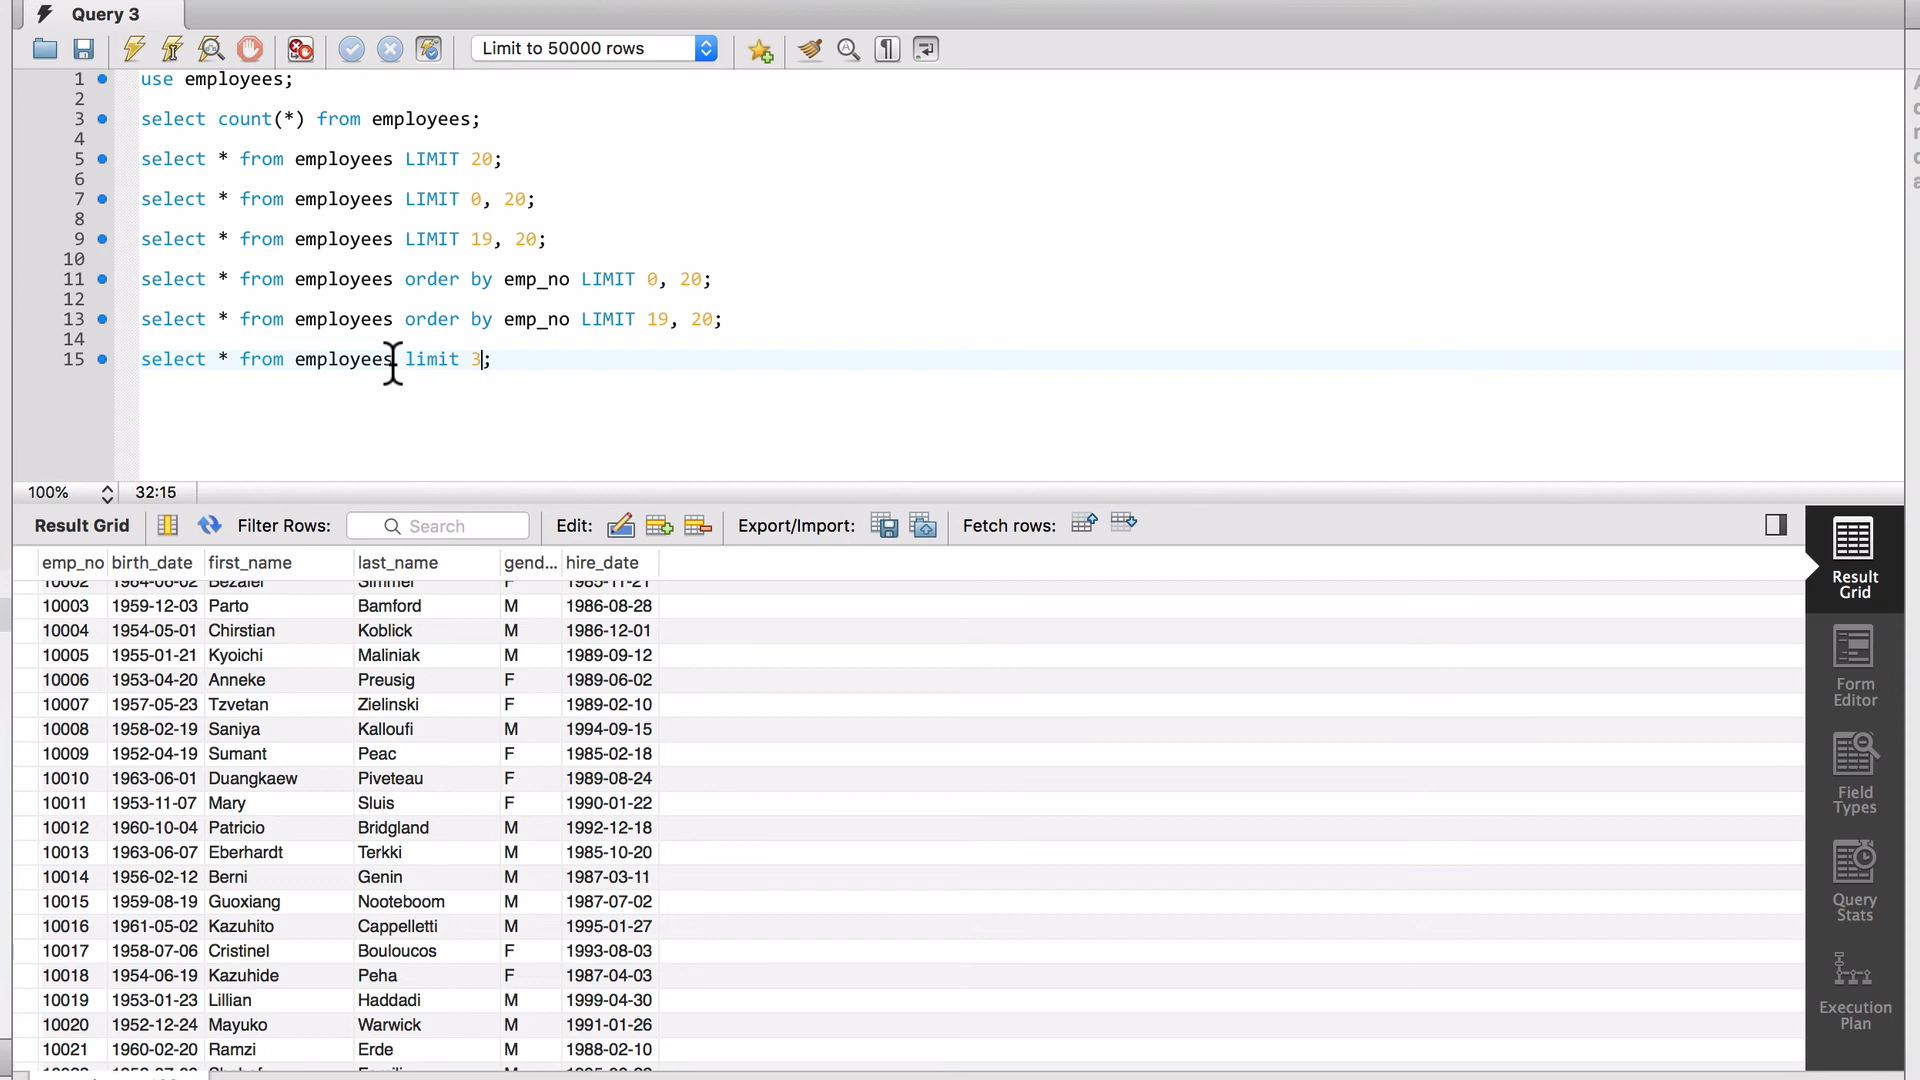 Query 3
Limit to 50000 rows
1 use employees;
2
3 select count(*) from employees;
4
5 select * from employees LIMIT 20;
6
7 select * from employees LIMIT 0, 20;
8
9 select * from employees LIMIT 19, 20;
10
11 select * from employees order by emp_no LIMIT 0, 20;
12
13 select * from employees order by emp_no LIMIT 19, 20;
14
15 select * from employees limit 3;
100% 32:15
Result Grid Filter Rows: Search Edit: Export/Import: Fetch rows:
emp_no birth_date first_name last_name gend... hire_date
10002 1964-06-02 Bezalel Simmel F 1985-11-21
10003 1959-12-03 Parto Bamford M 1986-08-28
10004 1954-05-01 Chirstian Koblick M 1986-12-01
10005 1955-01-21 Kyoichi Maliniak M 1989-09-12
10006 1953-04-20 Anneke Preusig F 1989-06-02
10007 1957-05-23 Tzvetan Zielinski F 1989-02-10
10008 1958-02-19 Saniya Kalloufi M 1994-09-15
10009 1952-04-19 Sumant Peac F 1985-02-18
10010 1963-06-01 Duangkaew Piveteau F 1989-08-24
10011 1953-11-07 Mary Sluis F 1990-01-22
10012 1960-10-04 Patricio Bridgland M 1992-12-18
10013 1963-06-07 Eberhardt Terkki M 1985-10-20
10014 1956-02-12 Berni Genin M 1987-03-11
10015 1959-08-19 Guoxiang Nooteboom M 1987-07-02
10016 1961-05-02 Kazuhito Cappelletti M 1995-01-27
10017 1958-07-06 Cristinel Bouloucos F 1993-08-03
10018 1954-06-19 Kazuhide Peha F 1987-04-03
10019 1953-01-23 Lillian Haddadi M 1999-04-30
10020 1952-12-24 Mayuko Warwick M 1991-01-26
10021 1960-02-20 Ramzi Erde M 1988-02-10
Result
Grid
Form
Editor
Field
Types
Query
Stats
Execution
Plan